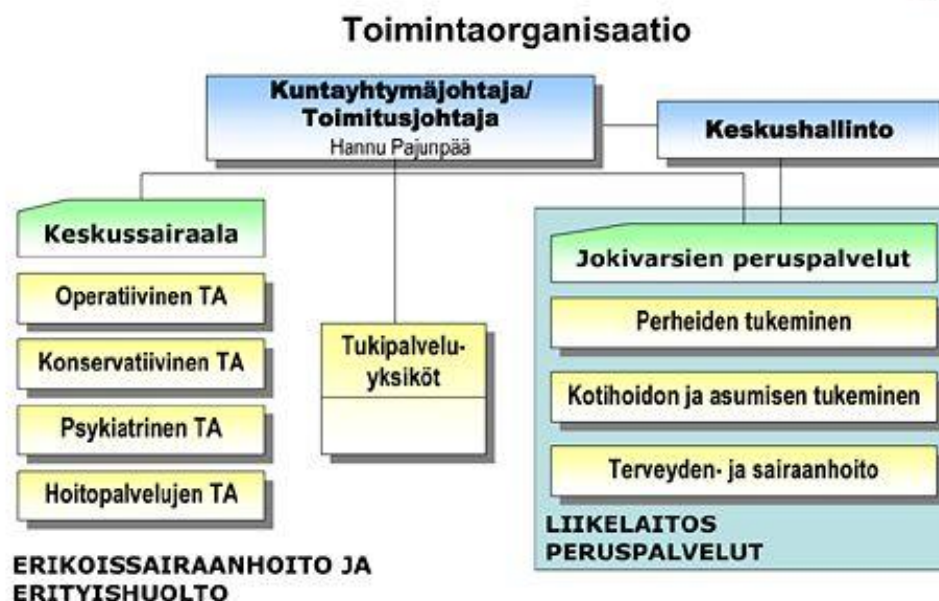 Toimintaorganisaatio
Kuntayhtymäjohtaja/
Toimitusjohtaja
Hannu Pajunpää
Keskushallinto
Keskussairaala
Operatiivinen TA
Konservatiivinen TA
Psykiatrinen TA
Hoitopalvelujen TA
ERIKOISSAIRAANHOITO JA
ERITYISHUOLTO
Tukipalvelu-
yksiköt
Jokivarsien peruspalvelut
Perheiden tukeminen
Kotihoidon ja asumisen tukeminen
Terveyden- ja sairaanhoito
LIIKELAITOS
PERUSPALVELUT